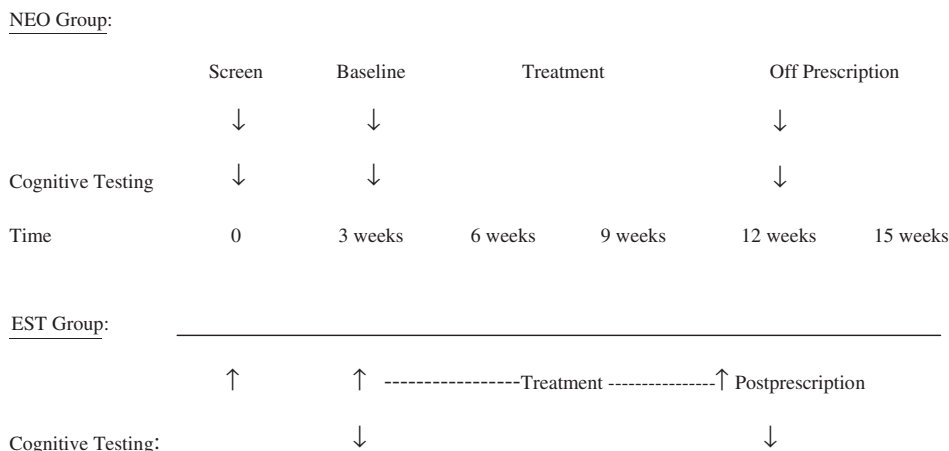 NEO Group:
Screen Baseline Treatment Off Prescription
↓ ↓ ↓
Cognitive Testing ↓ ↓ ↓
Time 0 3 weeks 6 weeks 9 weeks 12 weeks 15 weeks
EST Group:
↑ ↑ -----------------Treatment ----------------↑ Postprescription
Cognitive Testing: ↓ ↓